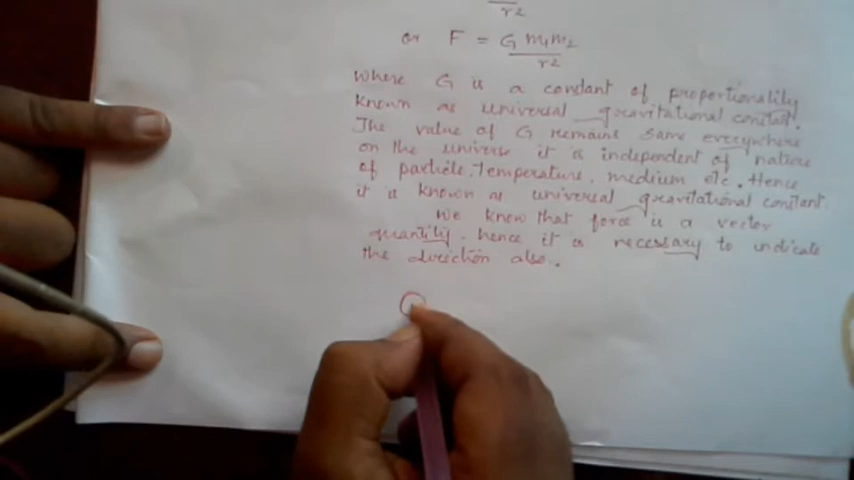 r2
or F = G m1m2
r2
Where G is a constant of proportionality
known as universal gravitational constant.
The value of G remains same everywhere
on the universe it is independent of nature
of particle, Temperature, medium etc. Hence
it is known as universal gravitational constant.
We know that force is a vector
quantity. hence it is necessary to indicate
the direction also.